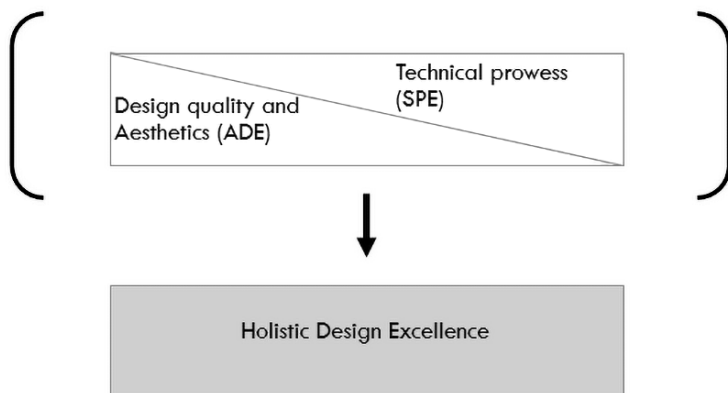 Technical prowess
(SPE)
Design quality and
Aesthetics (ADE)
Holistic Design Excellence